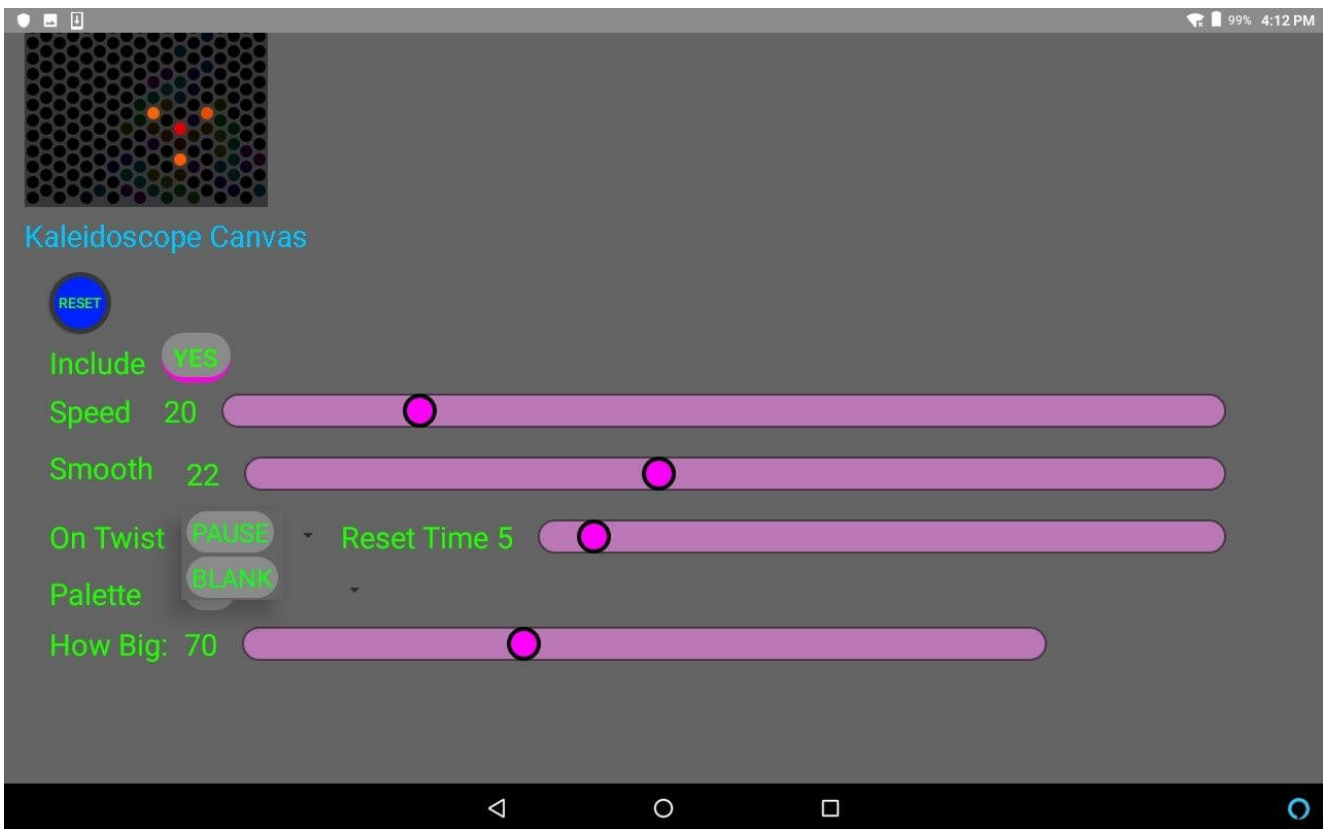 99% 4:12 PM
Kaleidoscope Canvas
RESET
Include YES
Speed 20
Smooth 22
On Twist PAUSE Reset Time 5
BLANK
Palette
How Big: 70